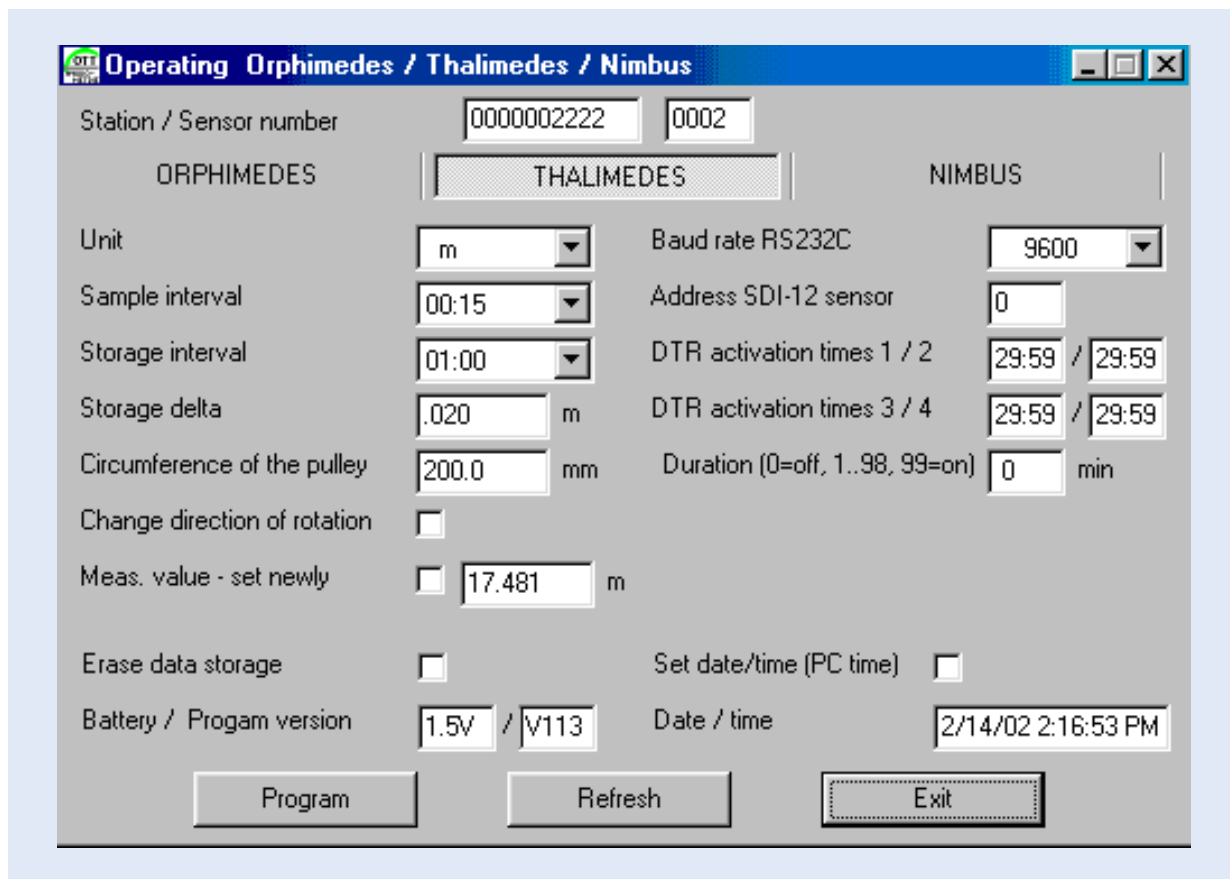 OTT
Operating Orphimedes / Thalimedes / Nimbus
Station / Sensor number 0000002222 0002
ORPHIMEDES THALIMEDES NIMBUS
Unit m Baud rate RS232C 9600
Sample interval 00:15 Address SDI-12 sensor 0
Storage interval 01:00 DTR activation times 1 / 2 29:59 / 29:59
Storage delta .020 m DTR activation times 3 / 4 29:59 / 29:59
Circumference of the pulley 200.0 mm Duration (0=off, 1..98, 99=on) 0 min
Change direction of rotation
Meas. value - set newly 17.481 m
Erase data storage Set date/time (PC time)
Battery / Progam version 1.5V / V113 Date / time 2/14/02 2:16:53 PM
Program Refresh Exit